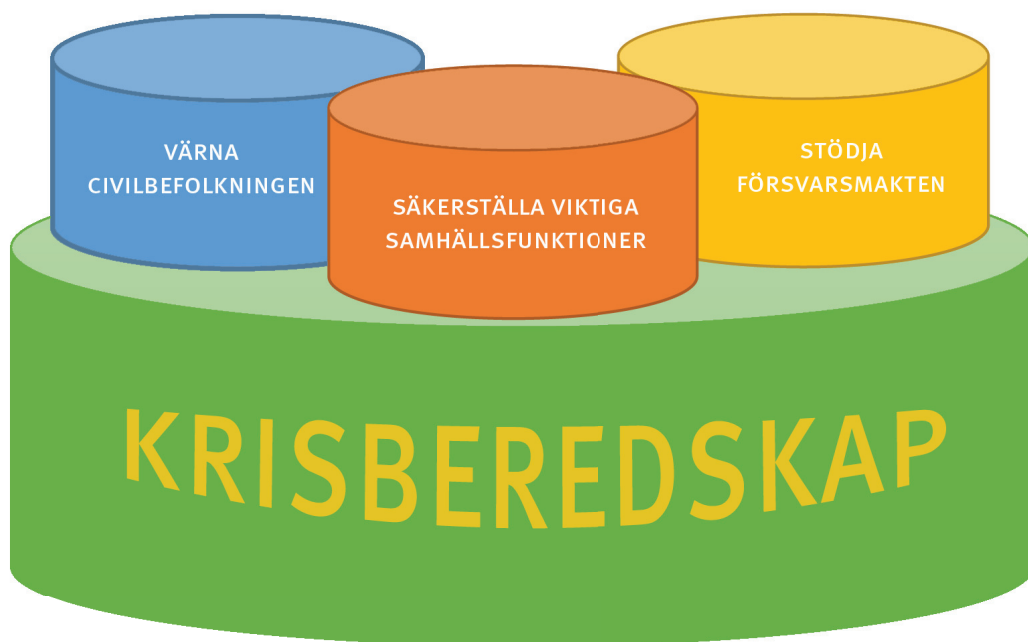 VÄRNA
CIVILBEFOLKNINGEN
SÄKERSTÄLLA VIKTIGA
SAMHÄLLSFUNKTIONER
STÖDJA
FÖRSVARSMAKTEN
KRISBEREDSKAP